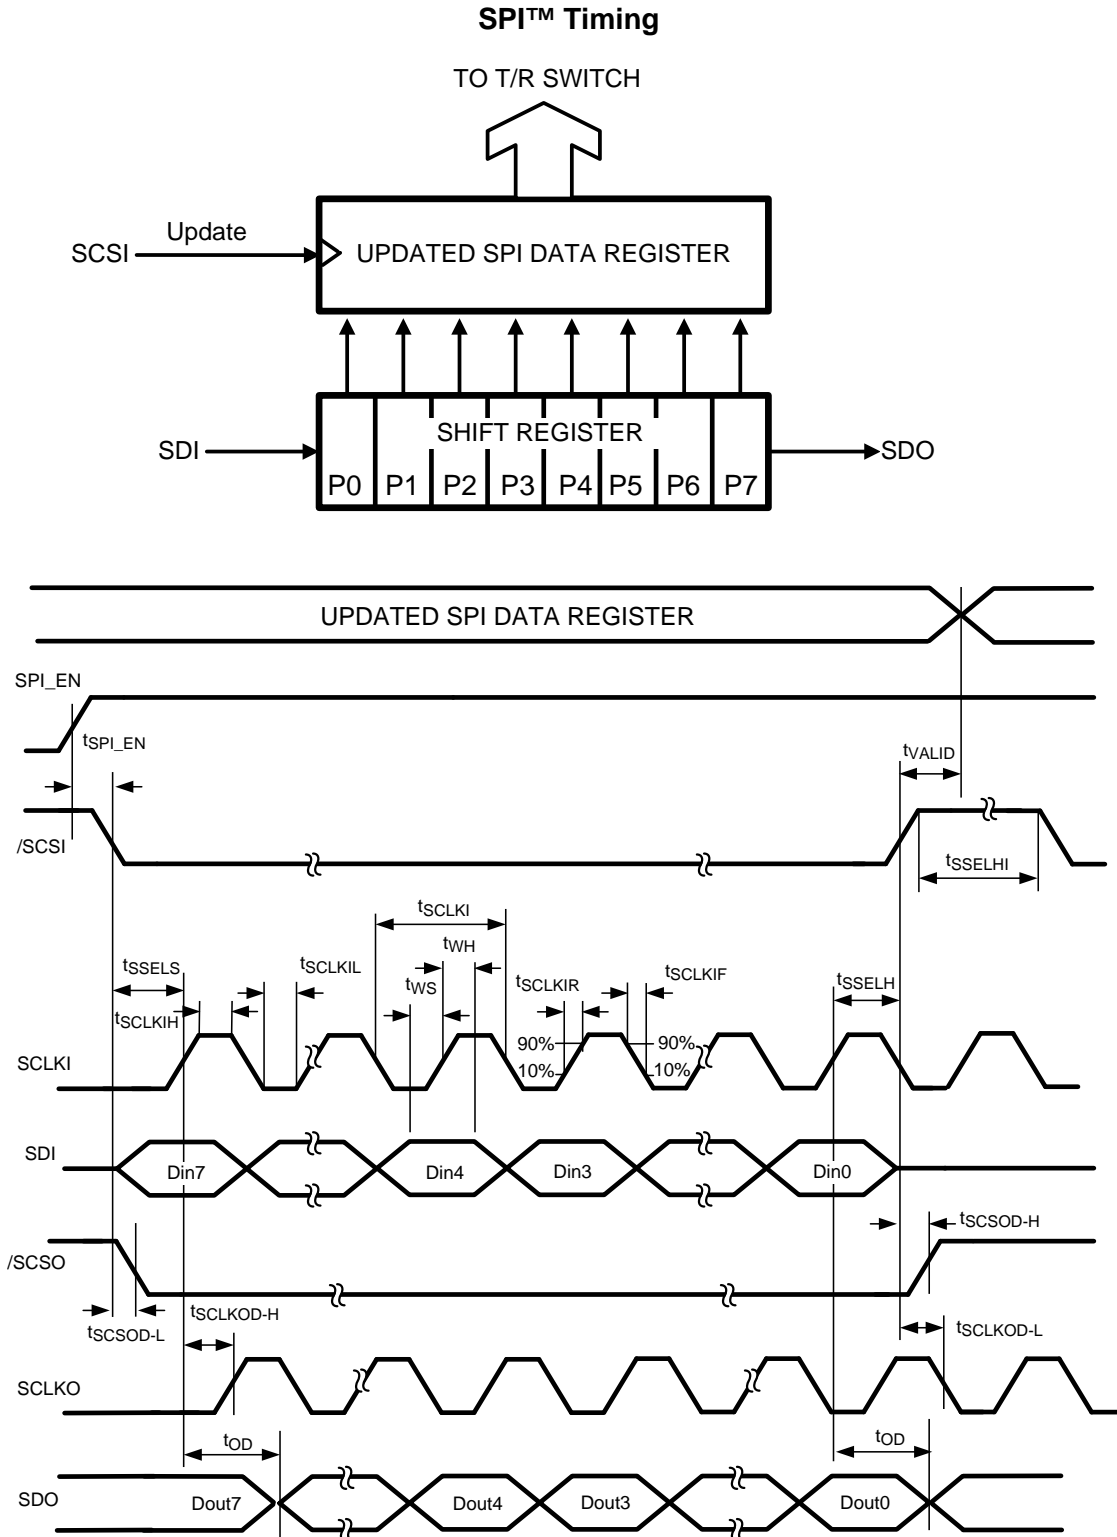 SPI™ Timing
TO T/R SWITCH
Update
SCSI
UPDATED SPI DATA REGISTER
SHIFT REGISTER
SDI
SDO
P0 P1 P2 P3 P4 P5 P6 P7
UPDATED SPI DATA REGISTER
SPI_EN
tSPI_EN
tVALID
/SCSI
tSSELHI
tSCLKI
tWH
tSSELS
tSCLKIL
tWS
tSCLKIR
tSCLKIF
tSSELH
tSCLKIH
90% 90%
SCLKI
10% 10%
SDI
Din7 Din4 Din3 Din0
tSCSOD-H
/SCSO
tSCSOD-L
tSCLKOD-H
tSCLKOD-L
SCLKO
tOD tOD
SDO
Dout7 Dout4 Dout3 Dout0